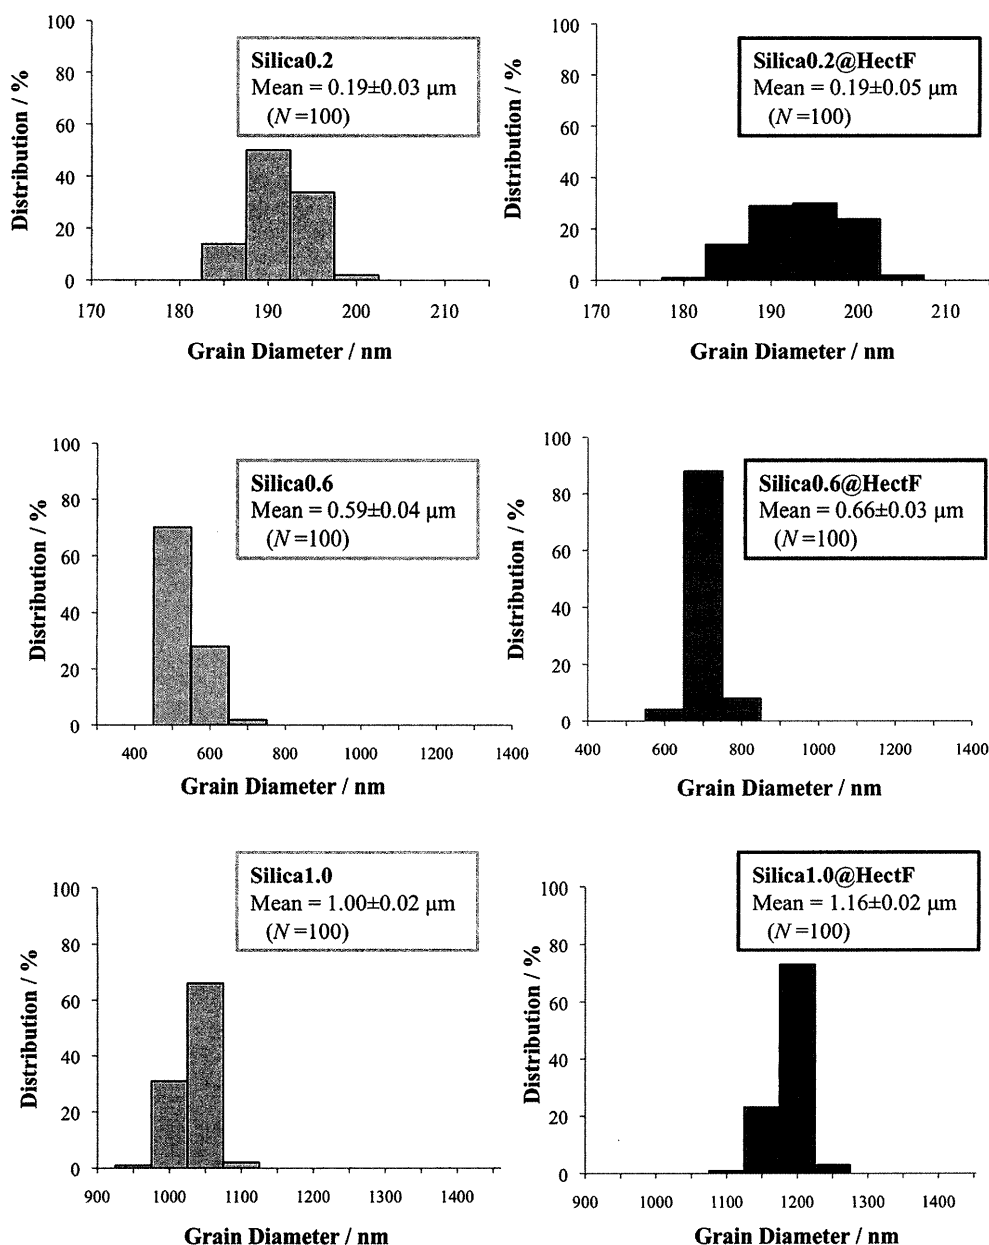 100
80
60
40
20
0
Distribution / %
Silica0.2
Mean = 0.19±0.03 μm
(N =100)
170 180 190 200 210
Grain Diameter / nm
100
80
60
40
20
0
Distribution / %
Silica0.2@HectF
Mean = 0.19±0.05 μm
(N =100)
170 180 190 200 210
Grain Diameter / nm
100
80
60
40
20
0
Distribution / %
Silica0.6
Mean = 0.59±0.04 μm
(N =100)
400 600 800 1000 1200 1400
Grain Diameter / nm
100
80
60
40
20
0
Distribution / %
Silica0.6@HectF
Mean = 0.66±0.03 μm
(N =100)
400 600 800 1000 1200 1400
Grain Diameter / nm
100
80
60
40
20
0
Distribution / %
Silica1.0
Mean = 1.00±0.02 μm
(N =100)
900 1000 1100 1200 1300 1400
Grain Diameter / nm
100
80
60
40
20
0
Distribution / %
Silica1.0@HectF
Mean = 1.16±0.02 μm
(N =100)
900 1000 1100 1200 1300 1400
Grain Diameter / nm